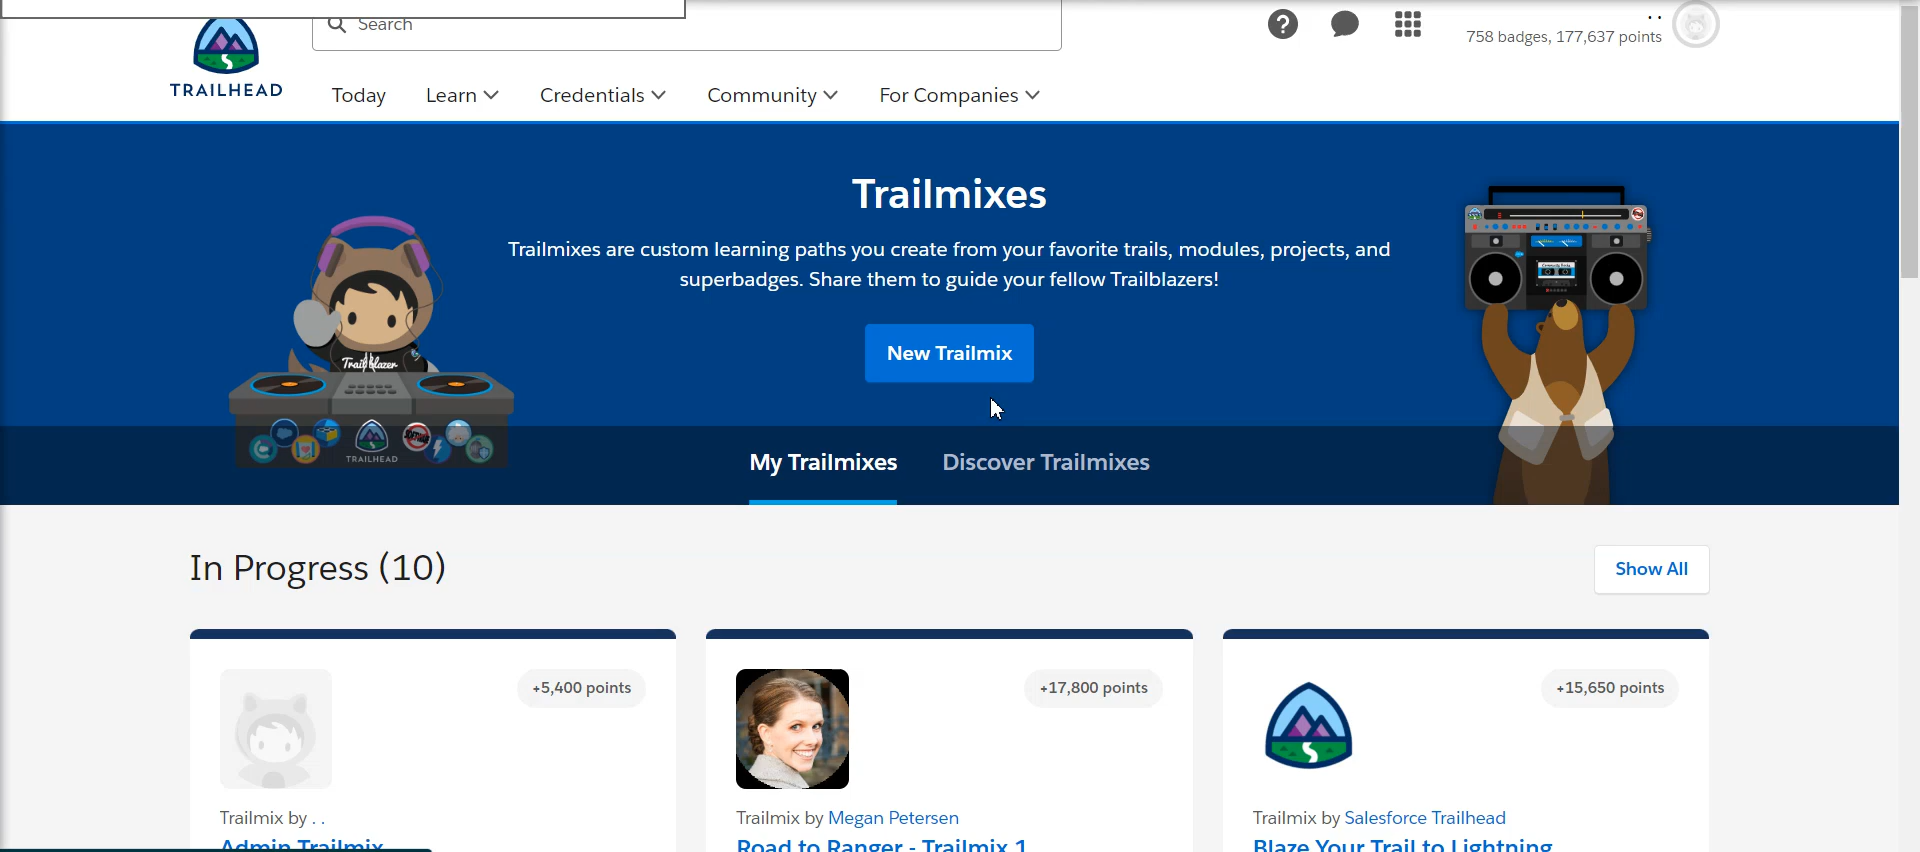 Search
. .
758 badges, 177,637 points
TRAILHEAD
Today
Learn
Credentials
Community
For Companies
Trailmixes
Trailmixes are custom learning paths you create from your favorite trails, modules, projects, and
superbadges. Share them to guide your fellow Trailblazers!
New Trailmix
Trailblazer
TRAILHEAD
My Trailmixes
Discover Trailmixes
In Progress (10)
Show All
+5,400 points
+17,800 points
+15,650 points
Trailmix by . .
Trailmix by Megan Petersen
Trailmix by Salesforce Trailhead
Admin Trailmix
Road to Ranger - Trailmix 1
Blaze Your Trail to Lightning